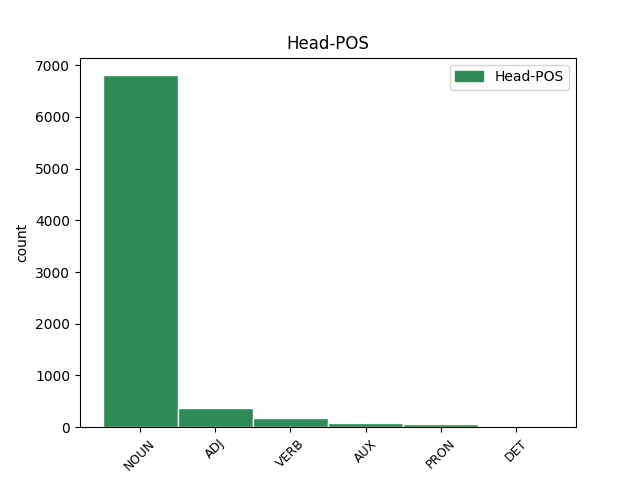 Head-POS
Head-POS
7000
6000
5000
4000
3000
2000
1000
0
count
NOUN
ADJ
VERB
AUX
PRON
DET